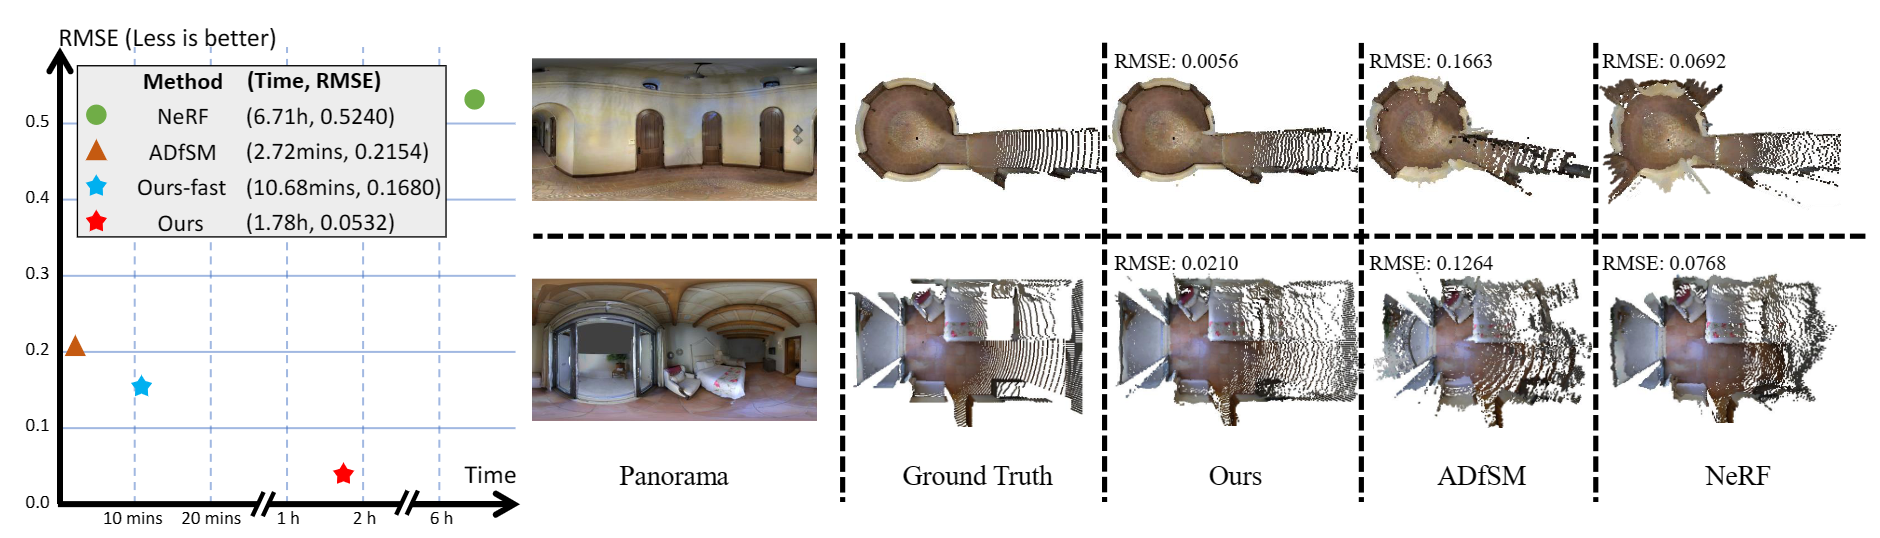 RMSE (Less is better)
Method (Time, RMSE)
NeRF (6.71h, 0.5240)
ADfSM (2.72mins, 0.2154)
Ours-fast (10.68mins, 0.1680)
Ours (1.78h, 0.0532)
0.5
0.4
0.3
0.2
0.1
0.0
Time
10 mins 20 mins 1 h 2 h 6 h
RMSE: 0.0056 RMSE: 0.1663 RMSE: 0.0692
RMSE: 0.0210 RMSE: 0.1264 RMSE: 0.0768
Panorama Ground Truth Ours ADfSM NeRF